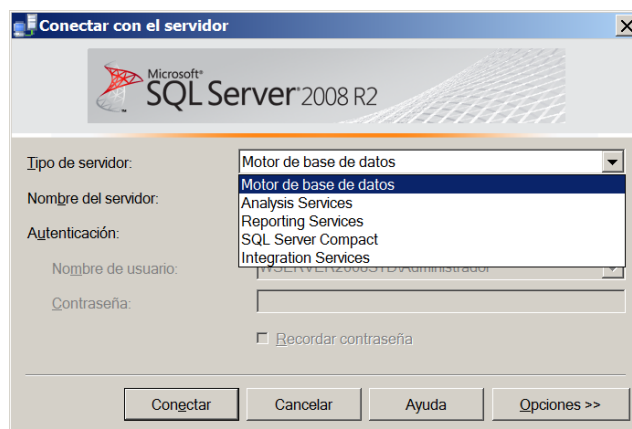 Conectar con el servidor
Microsoft®
SQL Server® 2008 R2
Tipo de servidor: Motor de base de datos
Motor de base de datos
Nombre del servidor: Analysis Services
Reporting Services
Autenticación: SQL Server Compact
Integration Services
Nombre de usuario:
Contraseña:
Recordar contraseña
Conectar Cancelar Ayuda Opciones >>